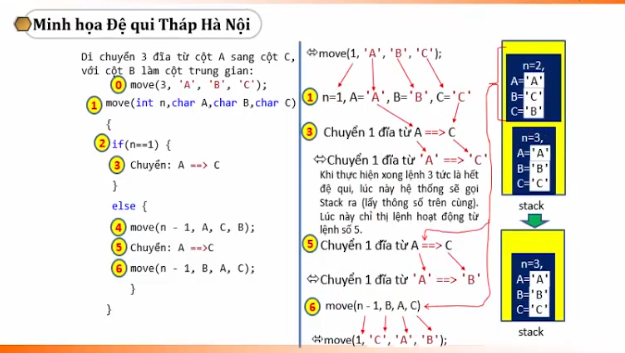 Minh họa Đệ qui Tháp Hà Nội
Di chuyển 3 đĩa từ cột A sang cột C,
với cột B làm cột trung gian:
0 move(3, 'A', 'B', 'C');
1 move(int n,char A,char B,char C)
{
2 if(n==1) {
3 Chuyển: A ==> C
}
else {
4 move(n - 1, A, C, B);
5 Chuyển: A ==>C
6 move(n - 1, B, A, C);
}
}
⇔move(1, 'A', 'B', 'C');
1 n=1, A='A', B='B', C='C'
3 Chuyển 1 đĩa từ A ==> C
⇔Chuyển 1 đĩa từ 'A' ==> 'C'
Khi thực hiện xong lệnh 3 tức là hết
đệ qui, lúc này hệ thống sẽ gọi
Stack ra (lấy thông số trên cùng).
Lúc này chỉ thị lệnh hoạt động từ
lệnh số 5.
5 Chuyển 1 đĩa từ A ==> C
⇔Chuyển 1 đĩa từ 'A' ==> 'B'
6 move(n - 1, B, A, C)
⇔move(1, 'C', 'A', 'B');
n=2,
A='A'
B='C'
C='B'
n=3,
A='A'
B='B'
C='C'
stack
n=3,
A='A'
B='B'
C='C'
stack